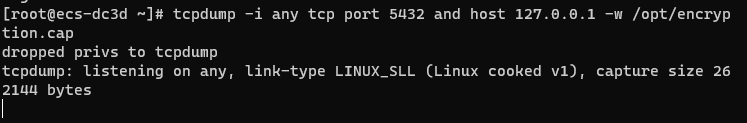 [root@ecs-dc3d ~]# tcpdump -i any tcp port 5432 and host 127.0.0.1 -w /opt/encryp
tion.cap
dropped privs to tcpdump
tcpdump: listening on any, link-type LINUX_SLL (Linux cooked v1), capture size 26
2144 bytes